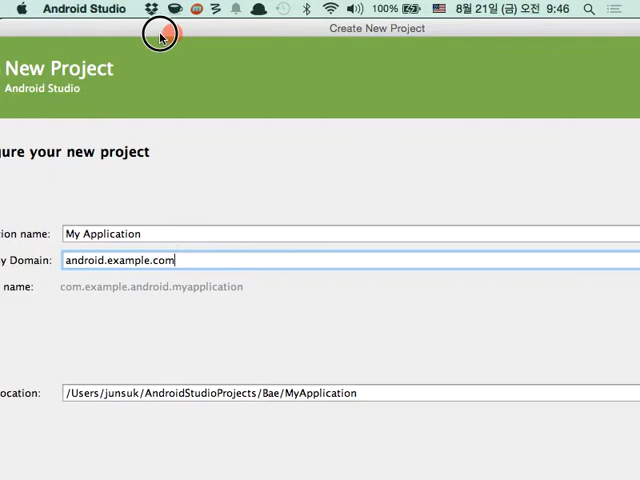 Android Studio 100% 8월 21일 (금) 오전 9:46
Create New Project
New Project
Android Studio
gure your new project
tion name: My Application
y Domain: android.example.com
name: com.example.android.myapplication
ocation: /Users/junsuk/AndroidStudioProjects/Bae/MyApplication